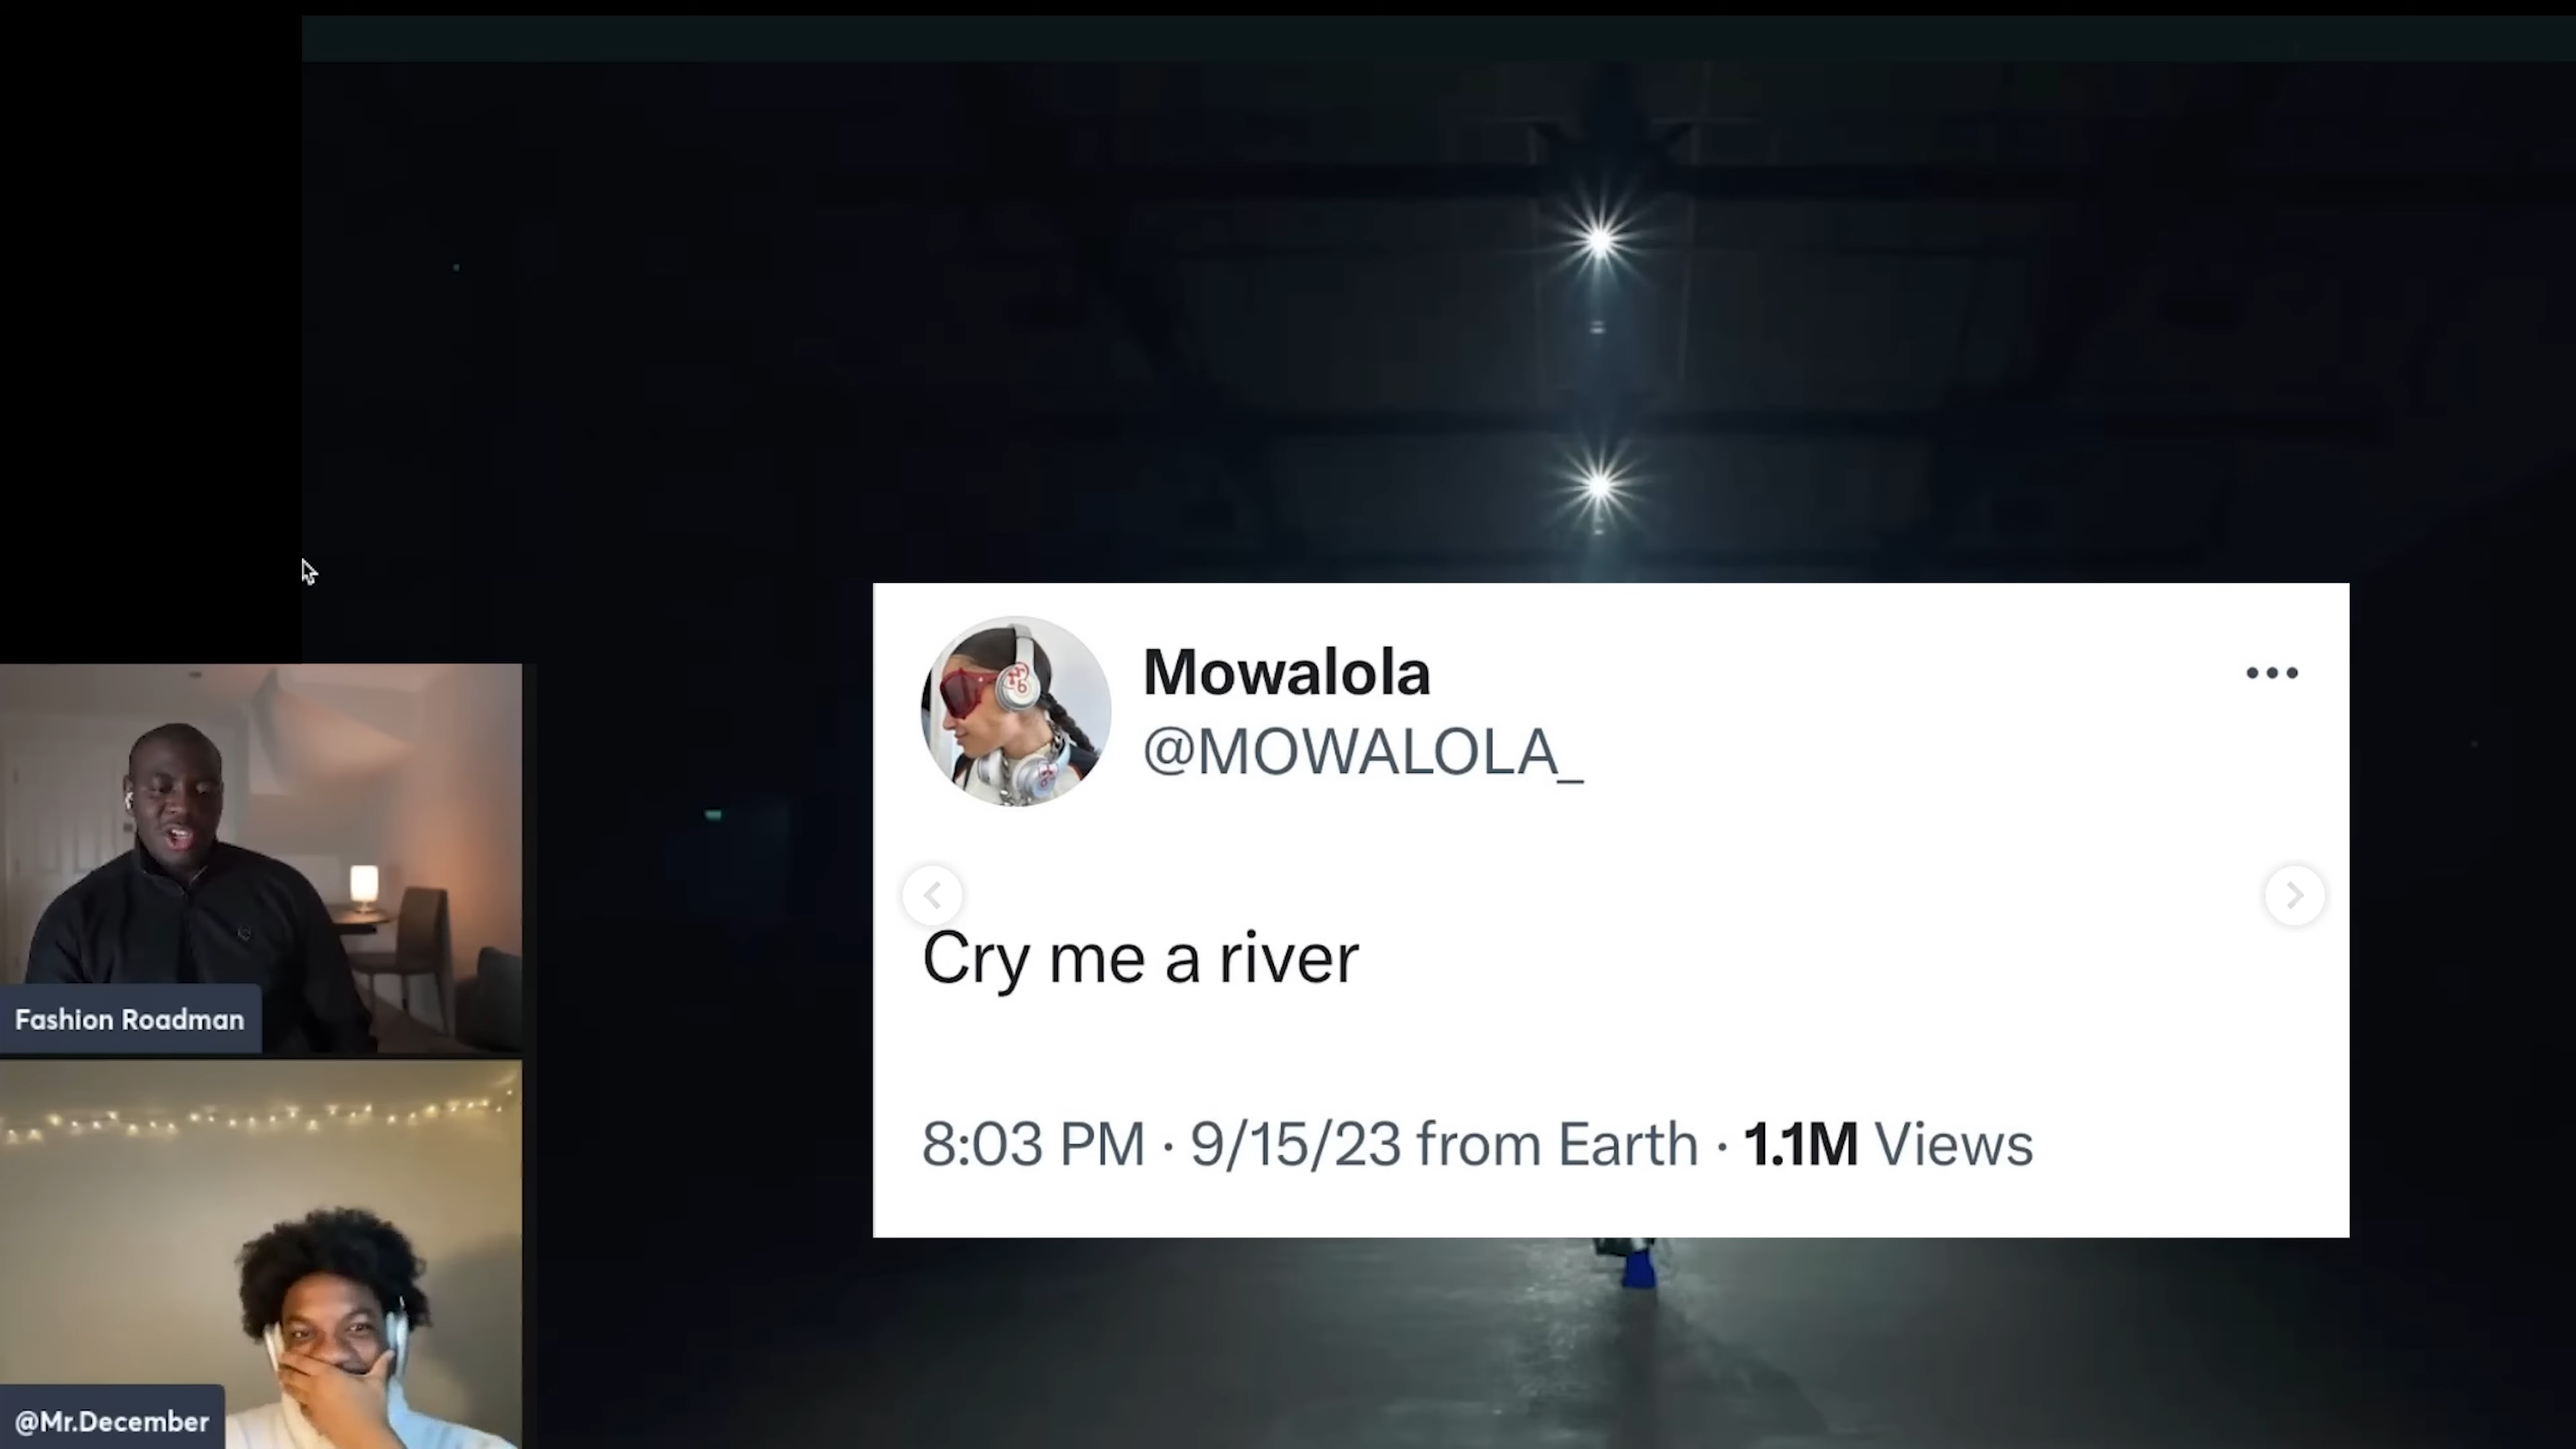 Mowalola
@MOWALOLA_
Cry me a river
8:03 PM · 9/15/23 from Earth · 1.1M Views
Fashion Roadman
@Mr.December